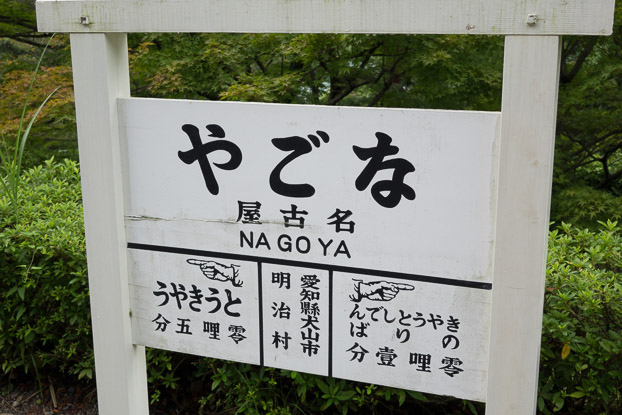 なごや
名古屋
NAGOYA
きやうとしでん
のりば
零哩壹分
愛知縣犬山市
明治村
とうきやう
零哩五分